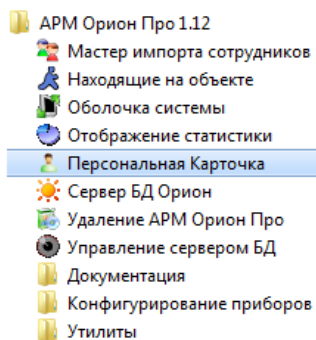 АРМ Орион Про 1.12
Мастер импорта сотрудников
Находящие на объекте
Оболочка системы
Отображение статистики
Персональная Карточка
Сервер БД Орион
Удаление АРМ Орион Про
Управление сервером БД
Документация
Конфигурирование приборов
Утилиты